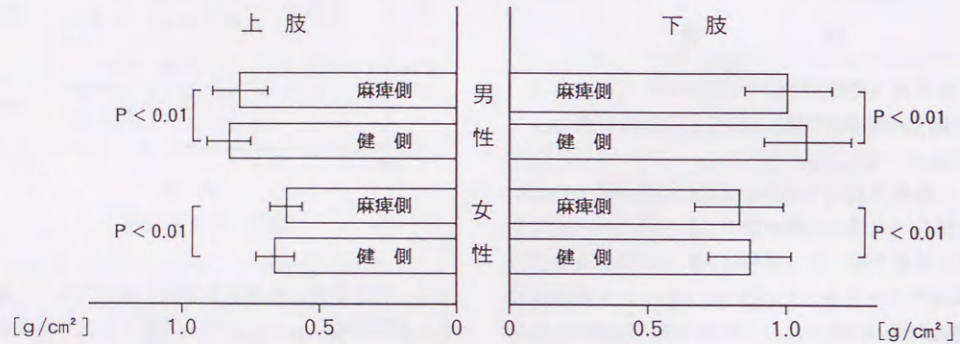 上 肢
下 肢
麻痺側
男
麻痺側
P < 0.01
P < 0.01
健 側
性
健 側
麻痺側
女
麻痺側
P < 0.01
P < 0.01
健 側
性
健 側
[g/cm²]
1.0
0.5
0
0
0.5
1.0
[g/cm²]